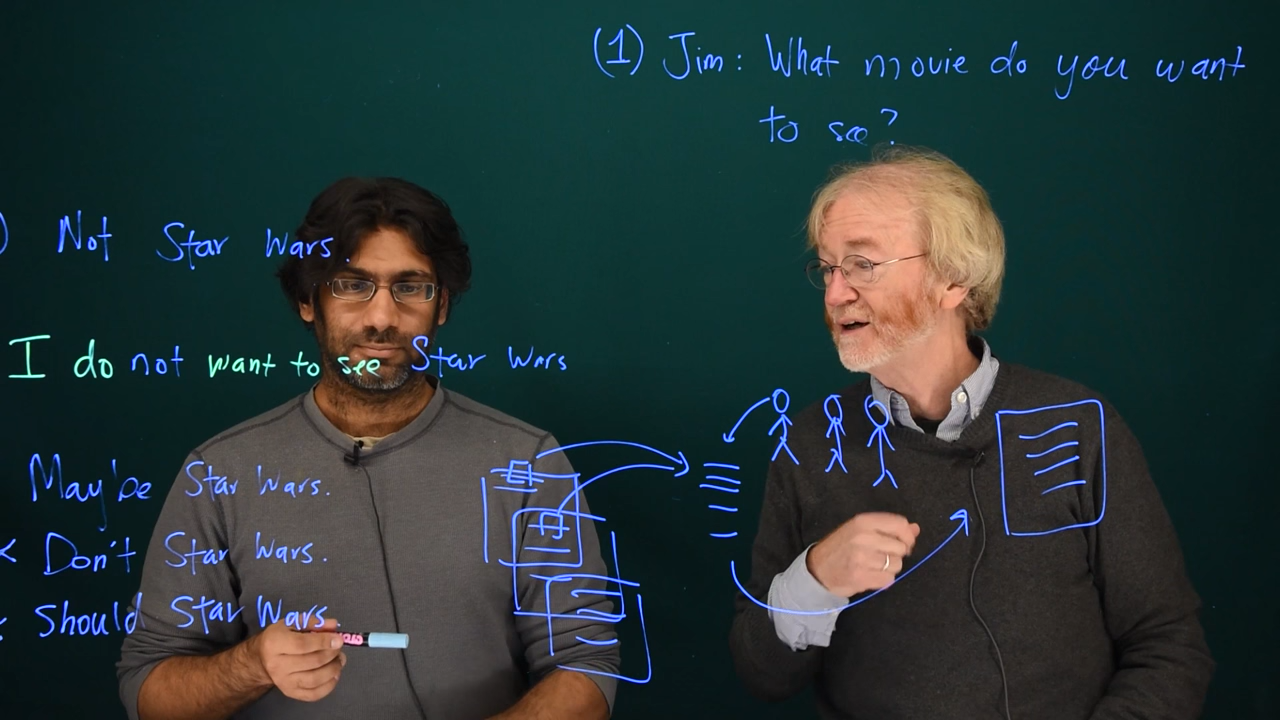 (1) Jim: What movie do you want
to see?
) Not Star Wars.
I do not want to see Star Wars
Maybe Star Wars.
Don't Star Wars.
Should Star Wars.